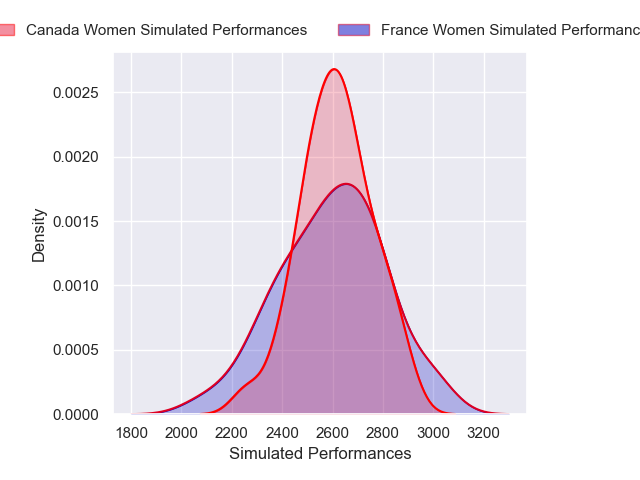 Canada Women Simulated Performances France Women Simulated Performanc
0.0025
0.0020
0.0015
0.0010
0.0005
0.0000
Density
1800 2000 2200 2400 2600 2800 3000 3200
Simulated Performances